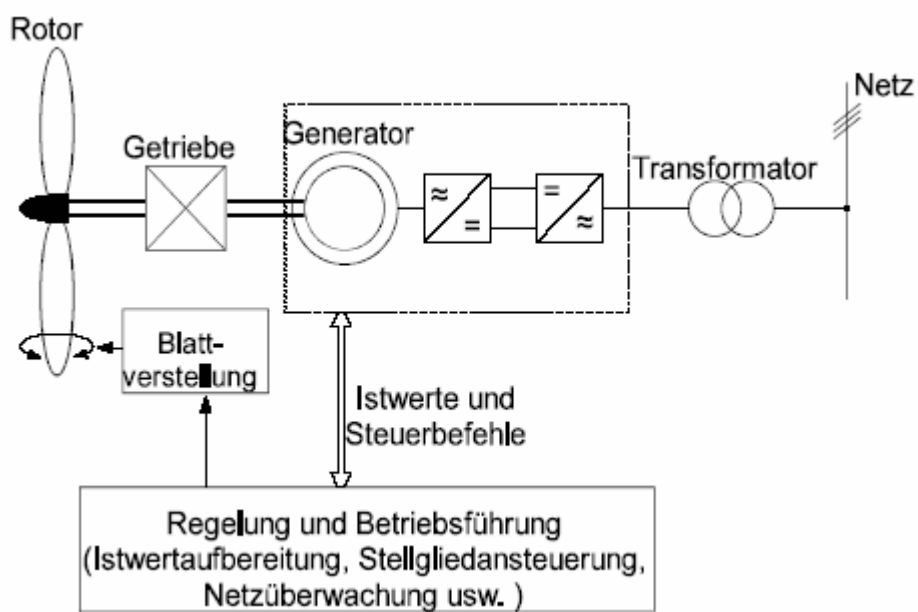 Rotor
Netz
Generator
Getriebe
Transformator
≈
=
=
≈
Blatt-
verstellung
Istwerte und
Steuerbefehle
Regelung und Betriebsführung
(Istwertaufbereitung, Stellgliedansteuerung,
Netzüberwachung usw. )